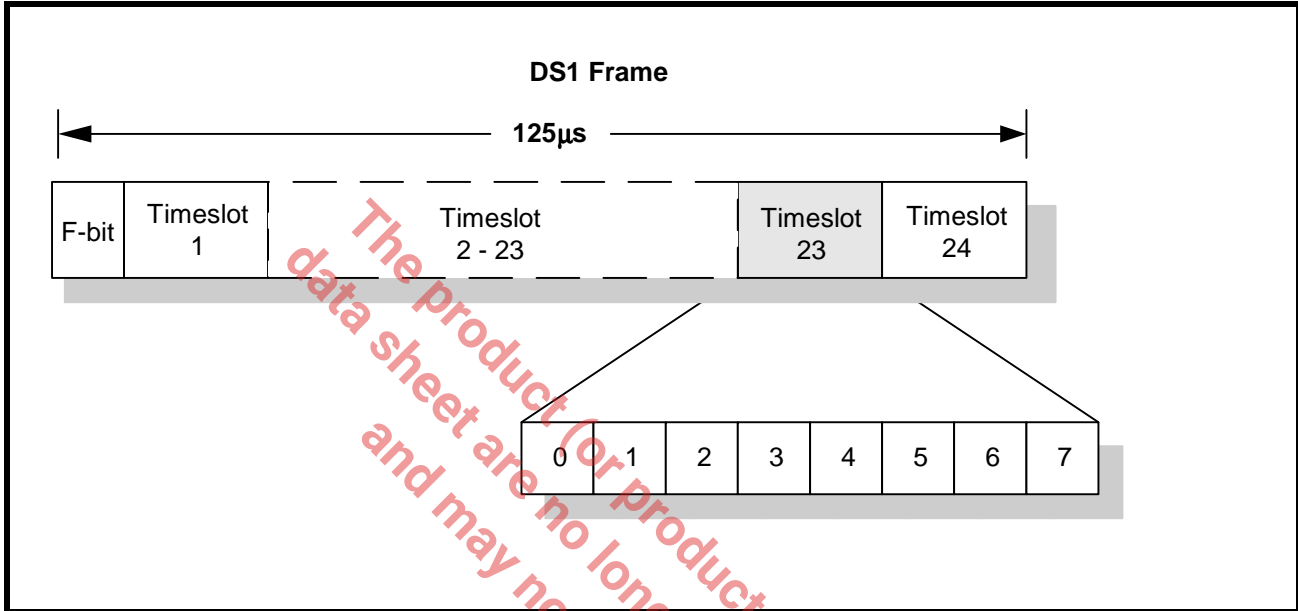 DS1 Frame
125µs
F-bit
Timeslot
1
Timeslot
2 - 23
Timeslot
23
Timeslot
24
0 1 2 3 4 5 6 7
The product (or product
data sheet are no long
and may no